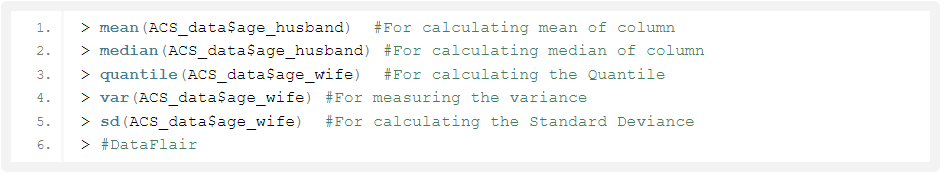 1. > mean(ACS_data$age_husband)  #For calculating mean of column
2. > median(ACS_data$age_husband) #For calculating median of column
3. > quantile(ACS_data$age_wife)  #For calculating the Quantile
4. > var(ACS_data$age_wife) #For measuring the variance
5. > sd(ACS_data$age_wife)  #For calculating the Standard Deviance
6. > #DataFlair